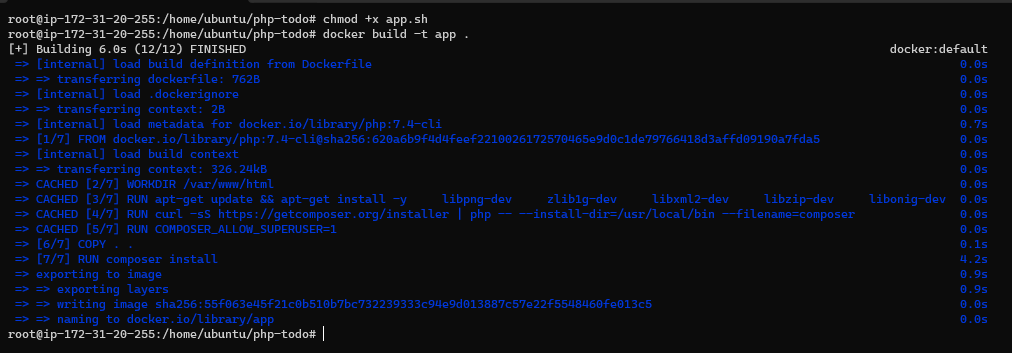 root@ip-172-31-20-255:/home/ubuntu/php-todo# chmod +x app.sh
root@ip-172-31-20-255:/home/ubuntu/php-todo# docker build -t app .
[+] Building 6.0s (12/12) FINISHED docker:default
=> [internal] load build definition from Dockerfile 0.0s
=> => transferring dockerfile: 762B 0.0s
=> [internal] load .dockerignore 0.0s
=> => transferring context: 2B 0.0s
=> [internal] load metadata for docker.io/library/php:7.4-cli 0.7s
=> [1/7] FROM docker.io/library/php:7.4-cli@sha256:620a6b9f4d4feef2210026172570465e9d0c1de79766418d3affd09190a7fda5 0.0s
=> [internal] load build context 0.0s
=> => transferring context: 326.24kB 0.0s
=> CACHED [2/7] WORKDIR /var/www/html 0.0s
=> CACHED [3/7] RUN apt-get update && apt-get install -y libpng-dev zlib1g-dev libxml2-dev libzip-dev libonig-dev 0.0s
=> CACHED [4/7] RUN curl -sS https://getcomposer.org/installer | php -- --install-dir=/usr/local/bin --filename=composer 0.0s
=> CACHED [5/7] RUN COMPOSER_ALLOW_SUPERUSER=1 0.0s
=> [6/7] COPY . . 0.1s
=> [7/7] RUN composer install 4.2s
=> exporting to image 0.9s
=> => exporting layers 0.9s
=> => writing image sha256:55f063e45f21c0b510b7bc732239333c94e9d013887c57e22f5548460fe013c5 0.0s
=> => naming to docker.io/library/app 0.0s
root@ip-172-31-20-255:/home/ubuntu/php-todo#